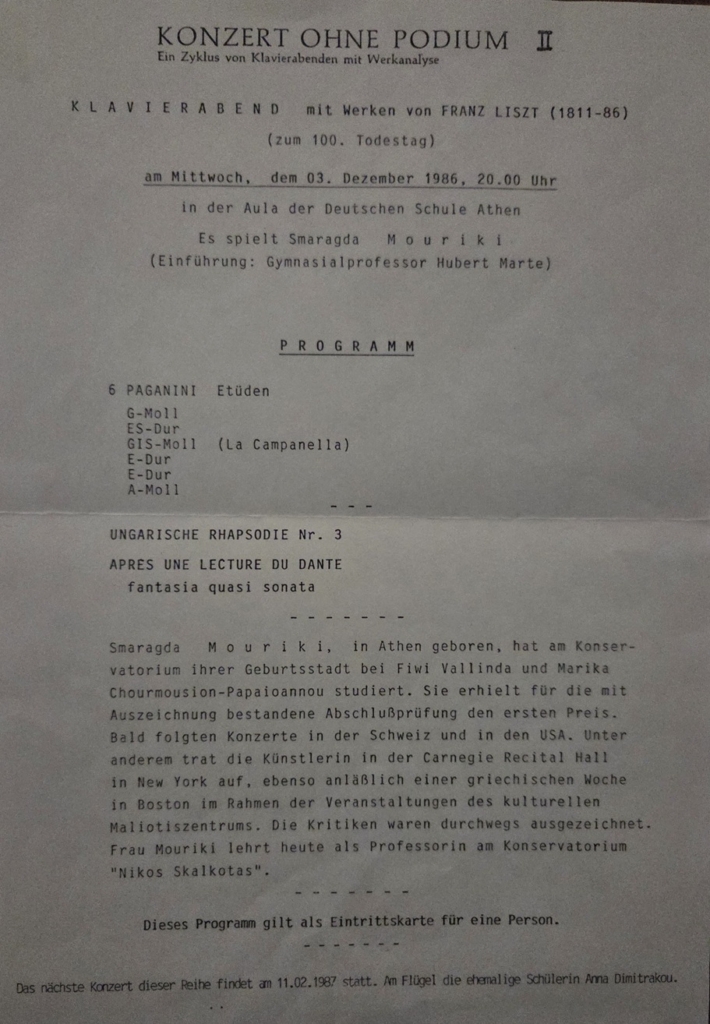 KONZERT OHNE PODIUM II
Ein Zyklus von Klavierabenden mit Werkanalyse
K L A V I E R A B E N D mit Werken von FRANZ LISZT (1811-86)
(zum 100. Todestag)
am Mittwoch, dem 03. Dezember 1986, 20.00 Uhr
in der Aula der Deutschen Schule Athen
Es spielt Smaragda M o u r i k i
(Einführung: Gymnasialprofessor Hubert Marte)
P R O G R A M M
6 PAGANINI Etüden
G-Moll
ES-Dur
GIS-Moll (La Campanella)
E-Dur
E-Dur
A-Moll
- - -
UNGARISCHE RHAPSODIE Nr. 3
APRES UNE LECTURE DU DANTE
fantasia quasi sonata
- - - - - - -
Smaragda M o u r i k i, in Athen geboren, hat am Konser-
vatorium ihrer Geburtsstadt bei Fiwi Vallinda und Marika
Chourmousion-Papaioannou studiert. Sie erhielt für die mit
Auszeichnung bestandene Abschlußprüfung den ersten Preis.
Bald folgten Konzerte in der Schweiz und in den USA. Unter
anderem trat die Künstlerin in der Carnegie Recital Hall
in New York auf, ebenso anläßlich einer griechischen Woche
in Boston im Rahmen der Veranstaltungen des kulturellen
Maliotiszentrums. Die Kritiken waren durchwegs ausgezeichnet.
Frau Mouriki lehrt heute als Professorin am Konservatorium
"Nikos Skalkotas".
- - - - - - -
Dieses Programm gilt als Eintrittskarte für eine Person.
- - - - - - -
Das nächste Konzert dieser Reihe findet am 11.02.1987 statt. Am Flügel die ehemalige Schülerin Anna Dimitrakou.